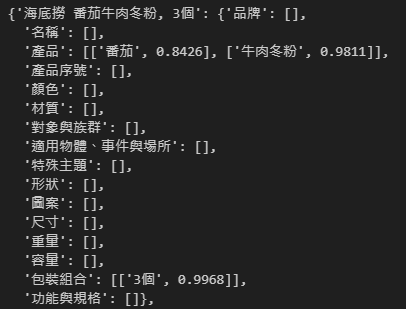 {'海底撈 番茄牛肉冬粉, 3個': {'品牌': [],
'名稱': [],
'產品': [['番茄', 0.8426], ['牛肉冬粉', 0.9811]],
'產品序號': [],
'顏色': [],
'材質': [],
'對象與族群': [],
'適用物體、事件與場所': [],
'特殊主題': [],
'形狀': [],
'圖案': [],
'尺寸': [],
'重量': [],
'容量': [],
'包裝組合': [['3個', 0.9968]],
'功能與規格': []},